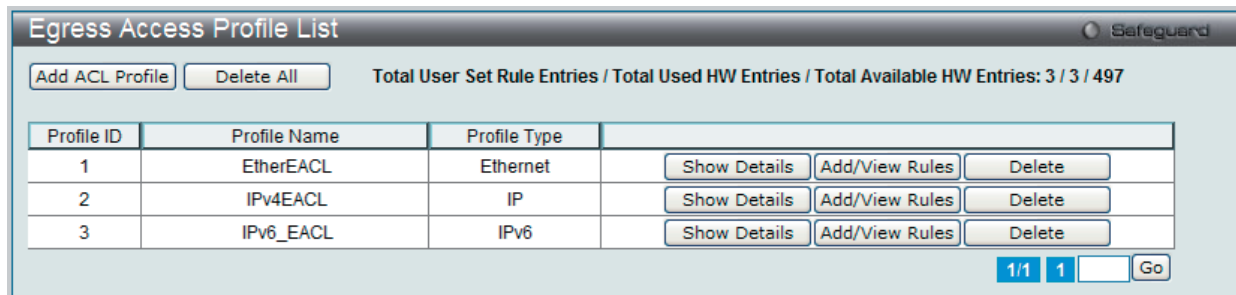 Egress Access Profile List Safeguard
Add ACL Profile Delete All Total User Set Rule Entries / Total Used HW Entries / Total Available HW Entries: 3 / 3 / 497
Profile ID Profile Name Profile Type
1 EtherEACL Ethernet Show Details Add/View Rules Delete
2 IPv4EACL IP Show Details Add/View Rules Delete
3 IPv6_EACL IPv6 Show Details Add/View Rules Delete
1/1 1 Go